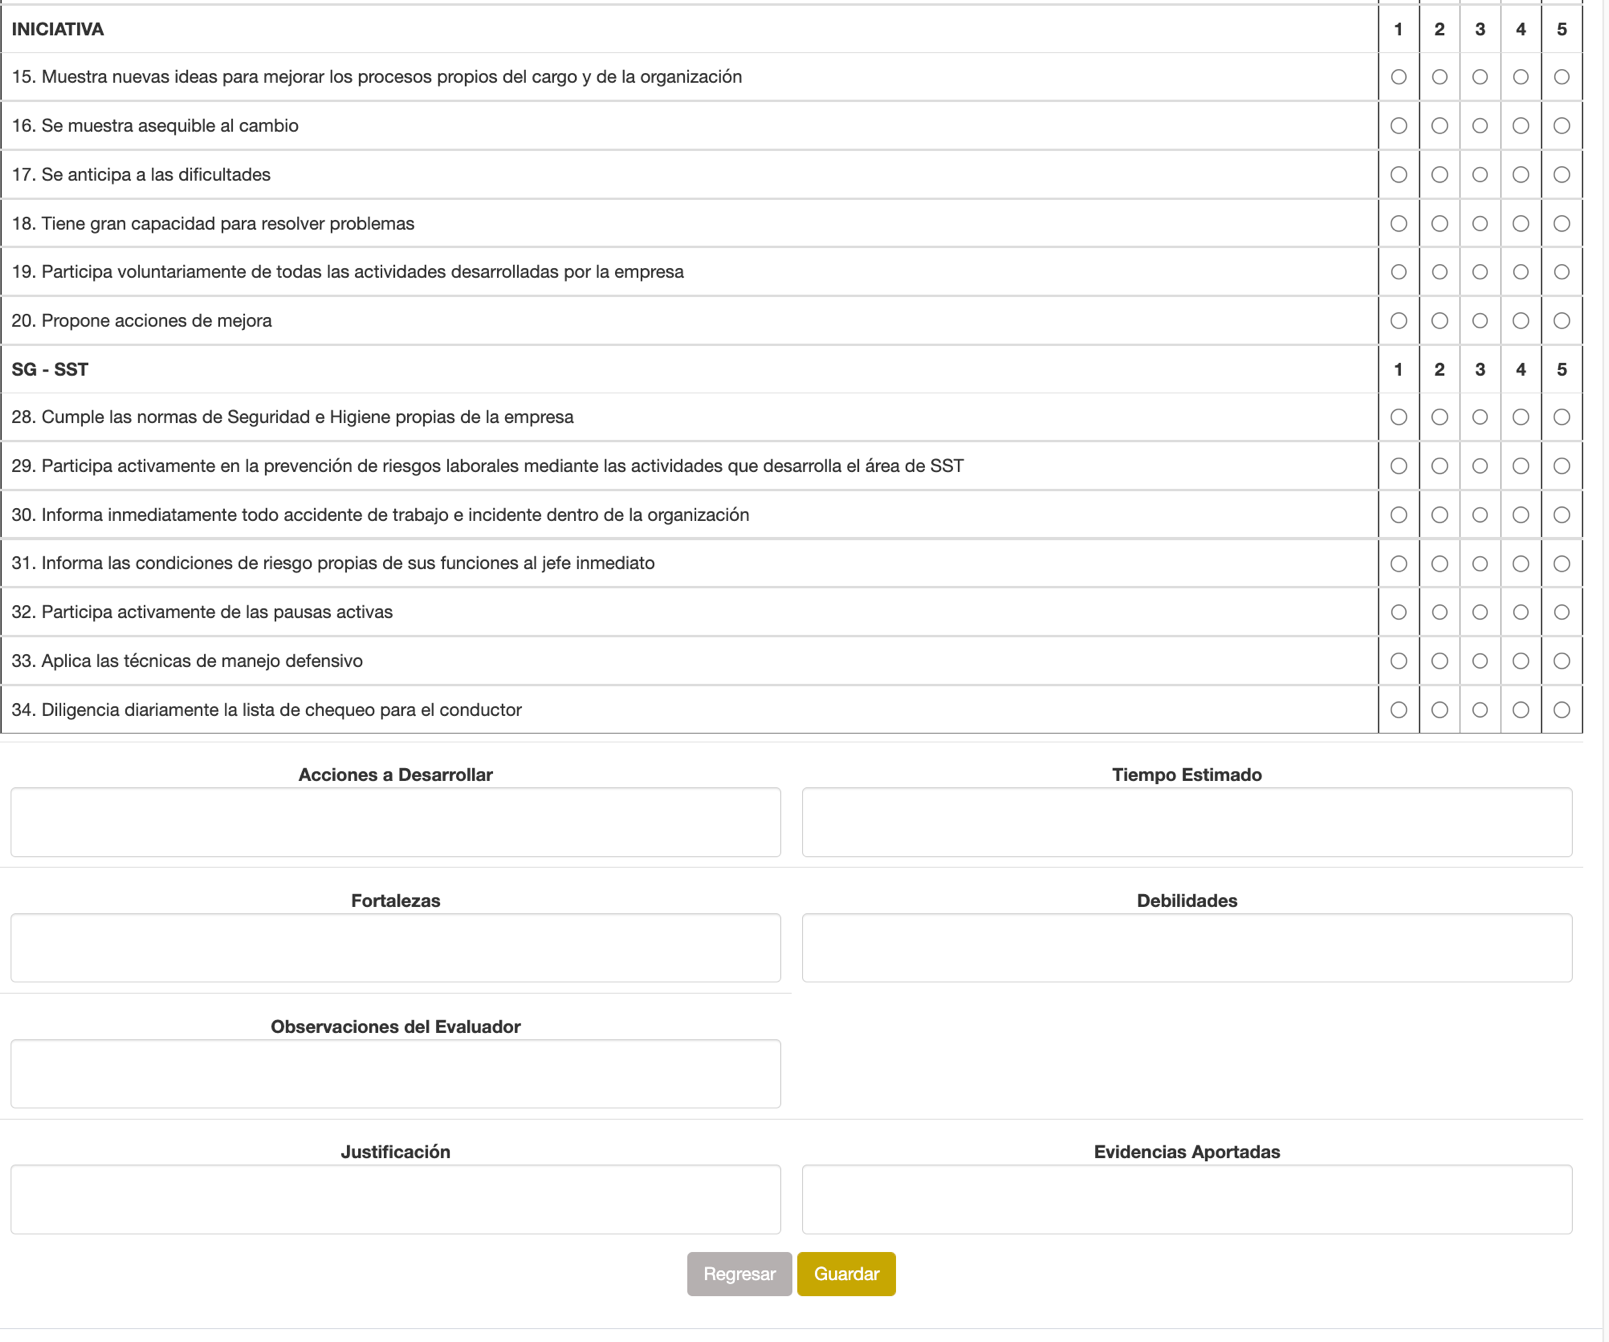 INICIATIVA 1 2 3 4 5
15. Muestra nuevas ideas para mejorar los procesos propios del cargo y de la organización
16. Se muestra asequible al cambio
17. Se anticipa a las dificultades
18. Tiene gran capacidad para resolver problemas
19. Participa voluntariamente de todas las actividades desarrolladas por la empresa
20. Propone acciones de mejora
SG - SST 1 2 3 4 5
28. Cumple las normas de Seguridad e Higiene propias de la empresa
29. Participa activamente en la prevención de riesgos laborales mediante las actividades que desarrolla el área de SST
30. Informa inmediatamente todo accidente de trabajo e incidente dentro de la organización
31. Informa las condiciones de riesgo propias de sus funciones al jefe inmediato
32. Participa activamente de las pausas activas
33. Aplica las técnicas de manejo defensivo
34. Diligencia diariamente la lista de chequeo para el conductor
Acciones a Desarrollar Tiempo Estimado
Fortalezas Debilidades
Observaciones del Evaluador
Justificación Evidencias Aportadas
Regresar Guardar